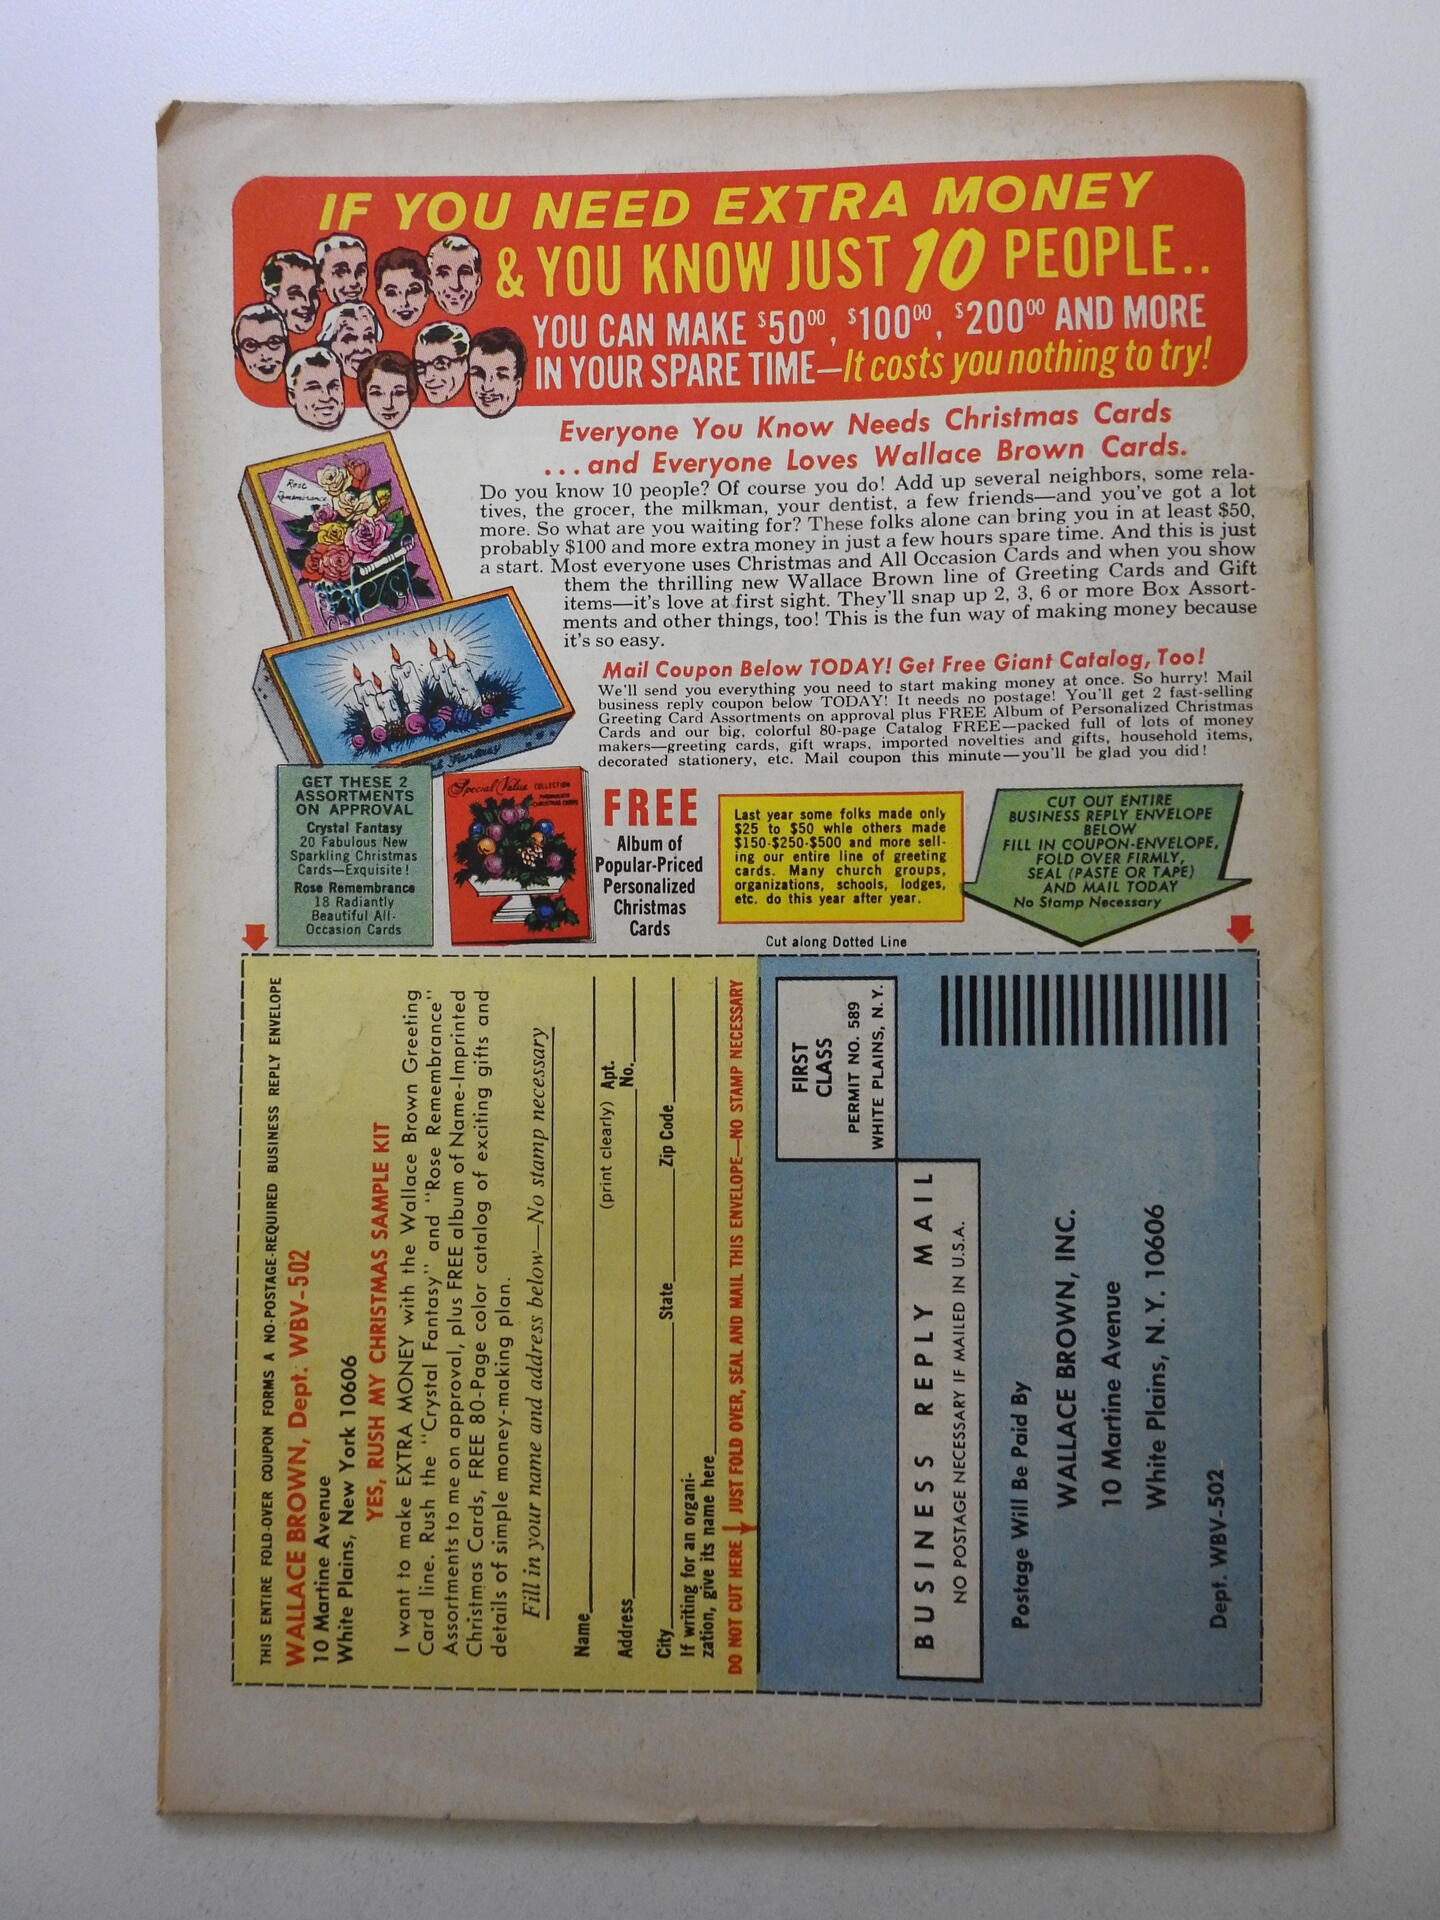 IF YOU NEED EXTRA MONEY
& YOU KNOW JUST 10 PEOPLE..
YOU CAN MAKE $50⁰⁰, $100⁰⁰, $200⁰⁰ AND MORE
IN YOUR SPARE TIME—It costs you nothing to try!
Everyone You Know Needs Christmas Cards
...and Everyone Loves Wallace Brown Cards.
Do you know 10 people? Of course you do! Add up several neighbors, some rela-
tives, the grocer, the milkman, your dentist, a few friends—and you've got a lot
more. So what are you waiting for? These folks alone can bring you in at least $50,
probably $100 and more extra money in just a few hours spare time. And this is just
a start. Most everyone uses Christmas and All Occasion Cards and when you show
them the thrilling new Wallace Brown line of Greeting Cards and Gift
items—it's love at first sight. They'll snap up 2, 3, 6 or more Box Assort-
ments and other things, too! This is the fun way of making money because
it's so easy.
Rose
Remembrance
Fantasy
Mail Coupon Below TODAY! Get Free Giant Catalog, Too!
We'll send you everything you need to start making money at once. So hurry! Mail
business reply coupon below TODAY! It needs no postage! You'll get 2 fast-selling
Greeting Card Assortments on approval plus FREE Album of Personalized Christmas
Cards and our big, colorful 80-page Catalog FREE—packed full of lots of money
makers—greeting cards, gift wraps, imported novelties and gifts, household items,
decorated stationery, etc. Mail coupon this minute—you'll be glad you did!
GET THESE 2
ASSORTMENTS
ON APPROVAL
Crystal Fantasy
20 Fabulous New
Sparkling Christmas
Cards—Exquisite!
Rose Remembrance
18 Radiantly
Beautiful All-
Occasion Cards
Special Value COLLECTION
CHRISTMAS CARDS
FREE
Album of
Popular-Priced
Personalized
Christmas
Cards
Last year some folks made only
$25 to $50 whle others made
$150-$250-$500 and more sell-
ing our entire line of greeting
cards. Many church groups,
organizations, schools, lodges,
etc. do this year after year.
CUT OUT ENTIRE
BUSINESS REPLY ENVELOPE
BELOW
FILL IN COUPON-ENVELOPE,
FOLD OVER FIRMLY,
SEAL (PASTE OR TAPE)
AND MAIL TODAY
No Stamp Necessary
Cut along Dotted Line
THIS ENTIRE FOLD-OVER COUPON FORMS A NO-POSTAGE-REQUIRED BUSINESS REPLY ENVELOPE
WALLACE BROWN, Dept. WBV-502
10 Martine Avenue
White Plains, New York 10606
YES, RUSH MY CHRISTMAS SAMPLE KIT
I want to make EXTRA MONEY with the Wallace Brown Greeting
Card line. Rush the "Crystal Fantasy" and "Rose Remembrance"
Assortments to me on approval, plus FREE album of Name-Imprinted
Christmas Cards, FREE 80-Page color catalog of exciting gifts and
details of simple money-making plan.
Fill in your name and address below—No stamp necessary
Name
(print clearly)
Address Apt. No.
City State Zip Code
If writing for an organi-
zation, give its name here
DO NOT CUT HERE JUST FOLD OVER, SEAL AND MAIL THIS ENVELOPE—NO STAMP NECESSARY
FIRST
CLASS
PERMIT NO. 589
WHITE PLAINS, N.Y.
BUSINESS REPLY MAIL
NO POSTAGE NECESSARY IF MAILED IN U.S.A.
Postage Will Be Paid By
WALLACE BROWN, INC.
10 Martine Avenue
White Plains, N.Y. 10606
Dept. WBV-502